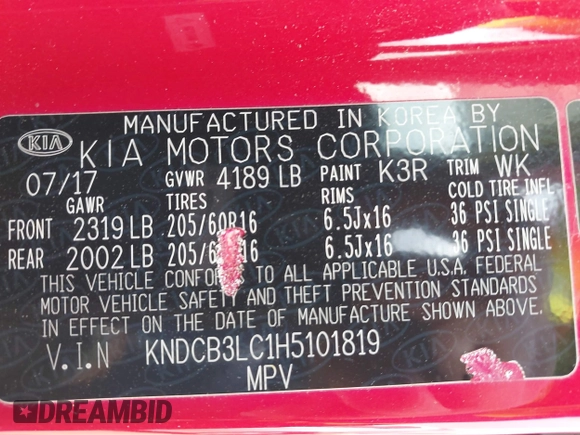 MANUFACTURED IN KOREA BY
KIA KIA MOTORS CORPORATION
07/17 GVWR 4189 LB PAINT K3R TRIM WK
GAWR TIRES RIMS COLD TIRE INFL.
FRONT 2319 LB 205/60R16 6.5Jx16 36 PSI SINGLE
REAR 2002 LB 205/6 16 6.5Jx16 36 PSI SINGLE
THIS VEHICLE TO ALL APPLICABLE U.S.A. FEDERAL
MOTOR VEHICLE SAFETY AND THEFT PREVENTION STANDARDS
IN EFFECT ON THE DATE OF MANUFACTURE SHOWN ABOVE.
V.I.N KNDCB3LC1H5101819
MPV
DREAMBID